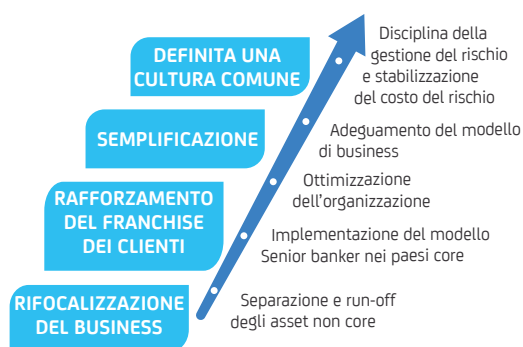 DEFINITA UNA
CULTURA COMUNE
SEMPLIFICAZIONE
RAFFORZAMENTO
DEL FRANCHISE
DEI CLIENTI
RIFOCALIZZAZIONE
DEL BUSINESS
Disciplina della
gestione del rischio
e stabilizzazione
del costo del rischio
Adeguamento del modello
di business
Ottimizzazione
dell'organizzazione
Implementazione del modello
Senior banker nei paesi core
Separazione e run-off
degli asset non core